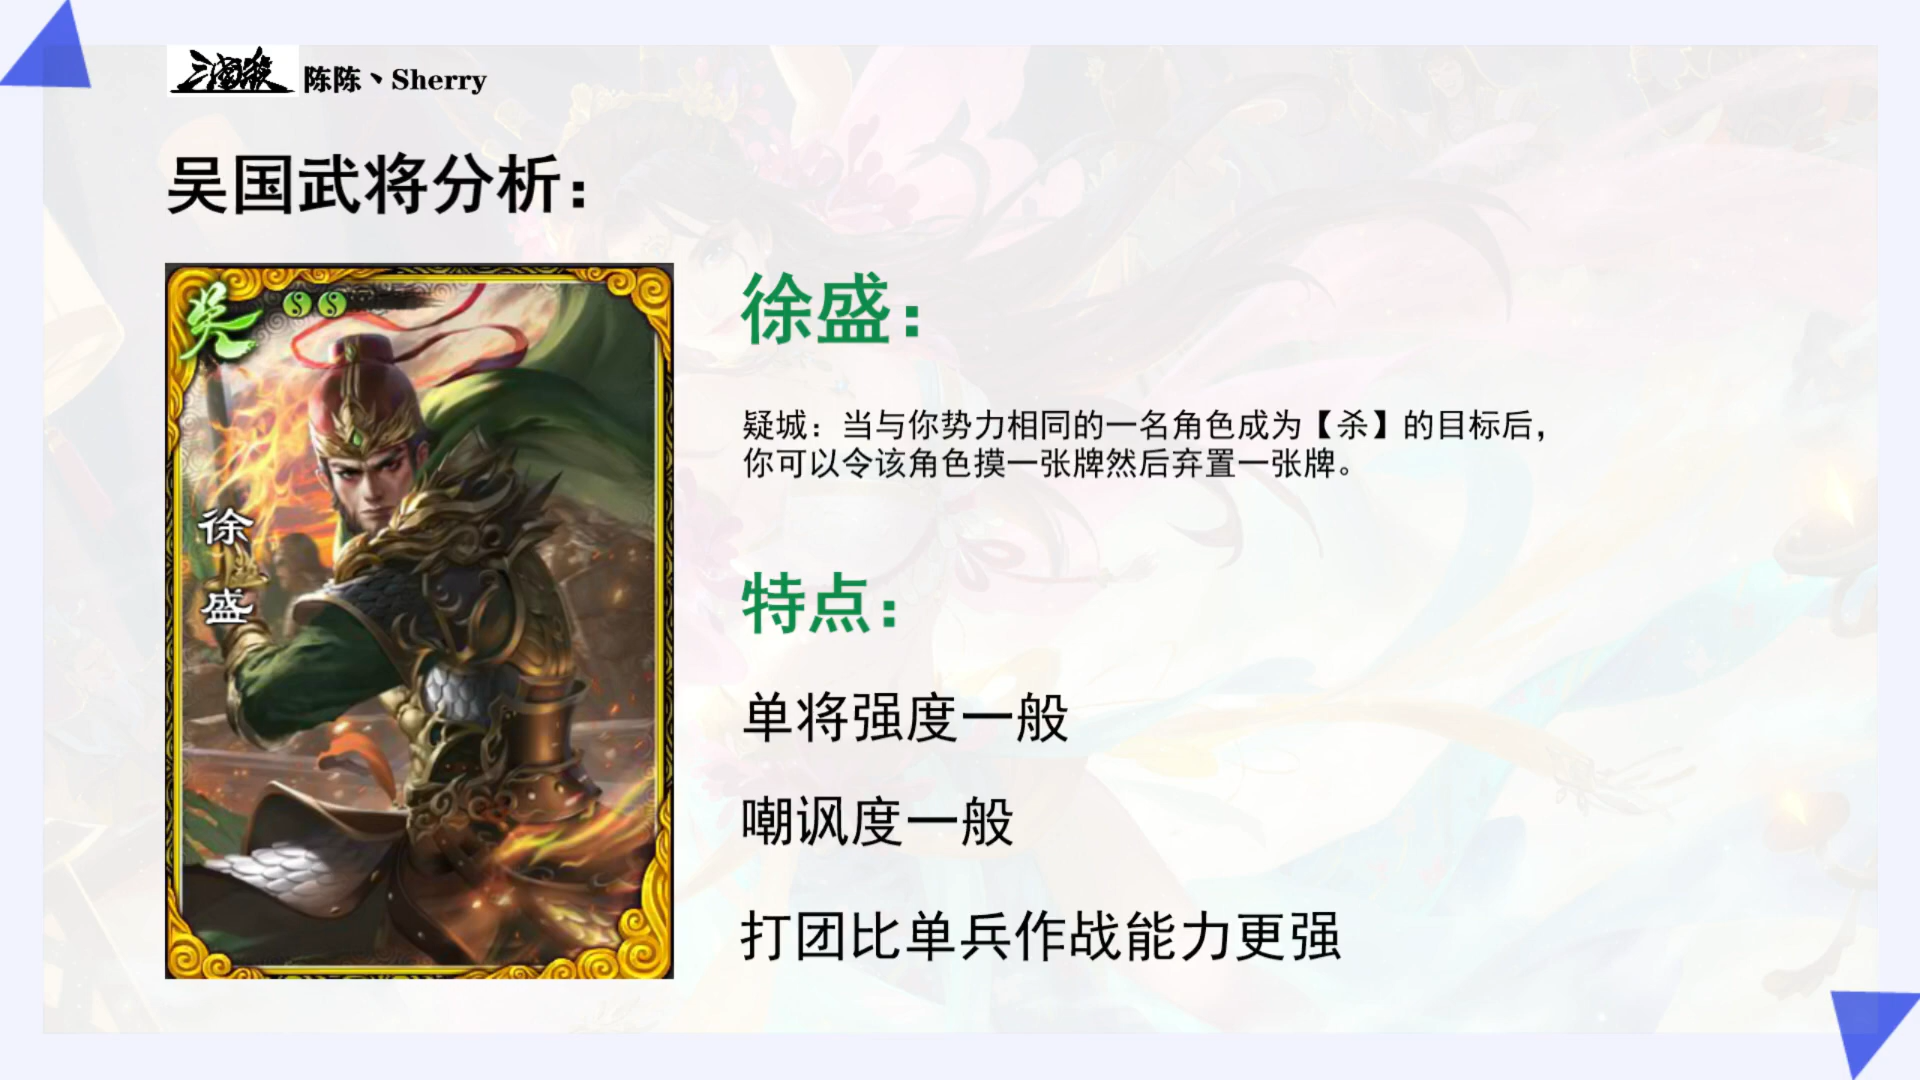 三国杀 陈陈丶Sherry
吴国武将分析：
吴
徐盛
徐盛：
疑城：当与你势力相同的一名角色成为【杀】的目标后，
你可以令该角色摸一张牌然后弃置一张牌。
特点：
单将强度一般
嘲讽度一般
打团比单兵作战能力更强